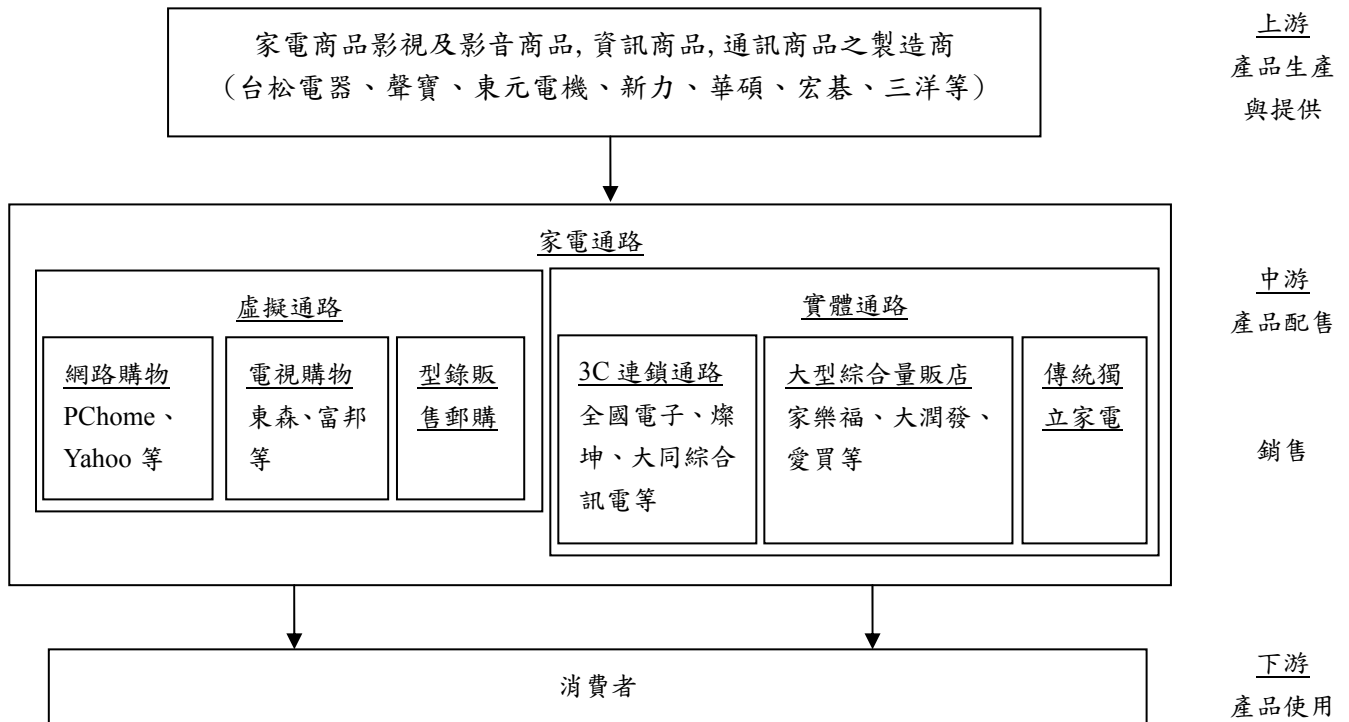 家電商品影視及影音商品, 資訊商品, 通訊商品之製造商
（台松電器、聲寶、東元電機、新力、華碩、宏碁、三洋等）
上游
產品生產
與提供
家電通路
虛擬通路
網路購物
PChome、
Yahoo 等
電視購物
東森、富邦
等
型錄販
售郵購
實體通路
3C 連鎖通路
全國電子、燦
坤、大同綜合
訊電等
大型綜合量販店
家樂福、大潤發、
愛買等
傳統獨
立家電
中游
產品配售
銷售
消費者
下游
產品使用